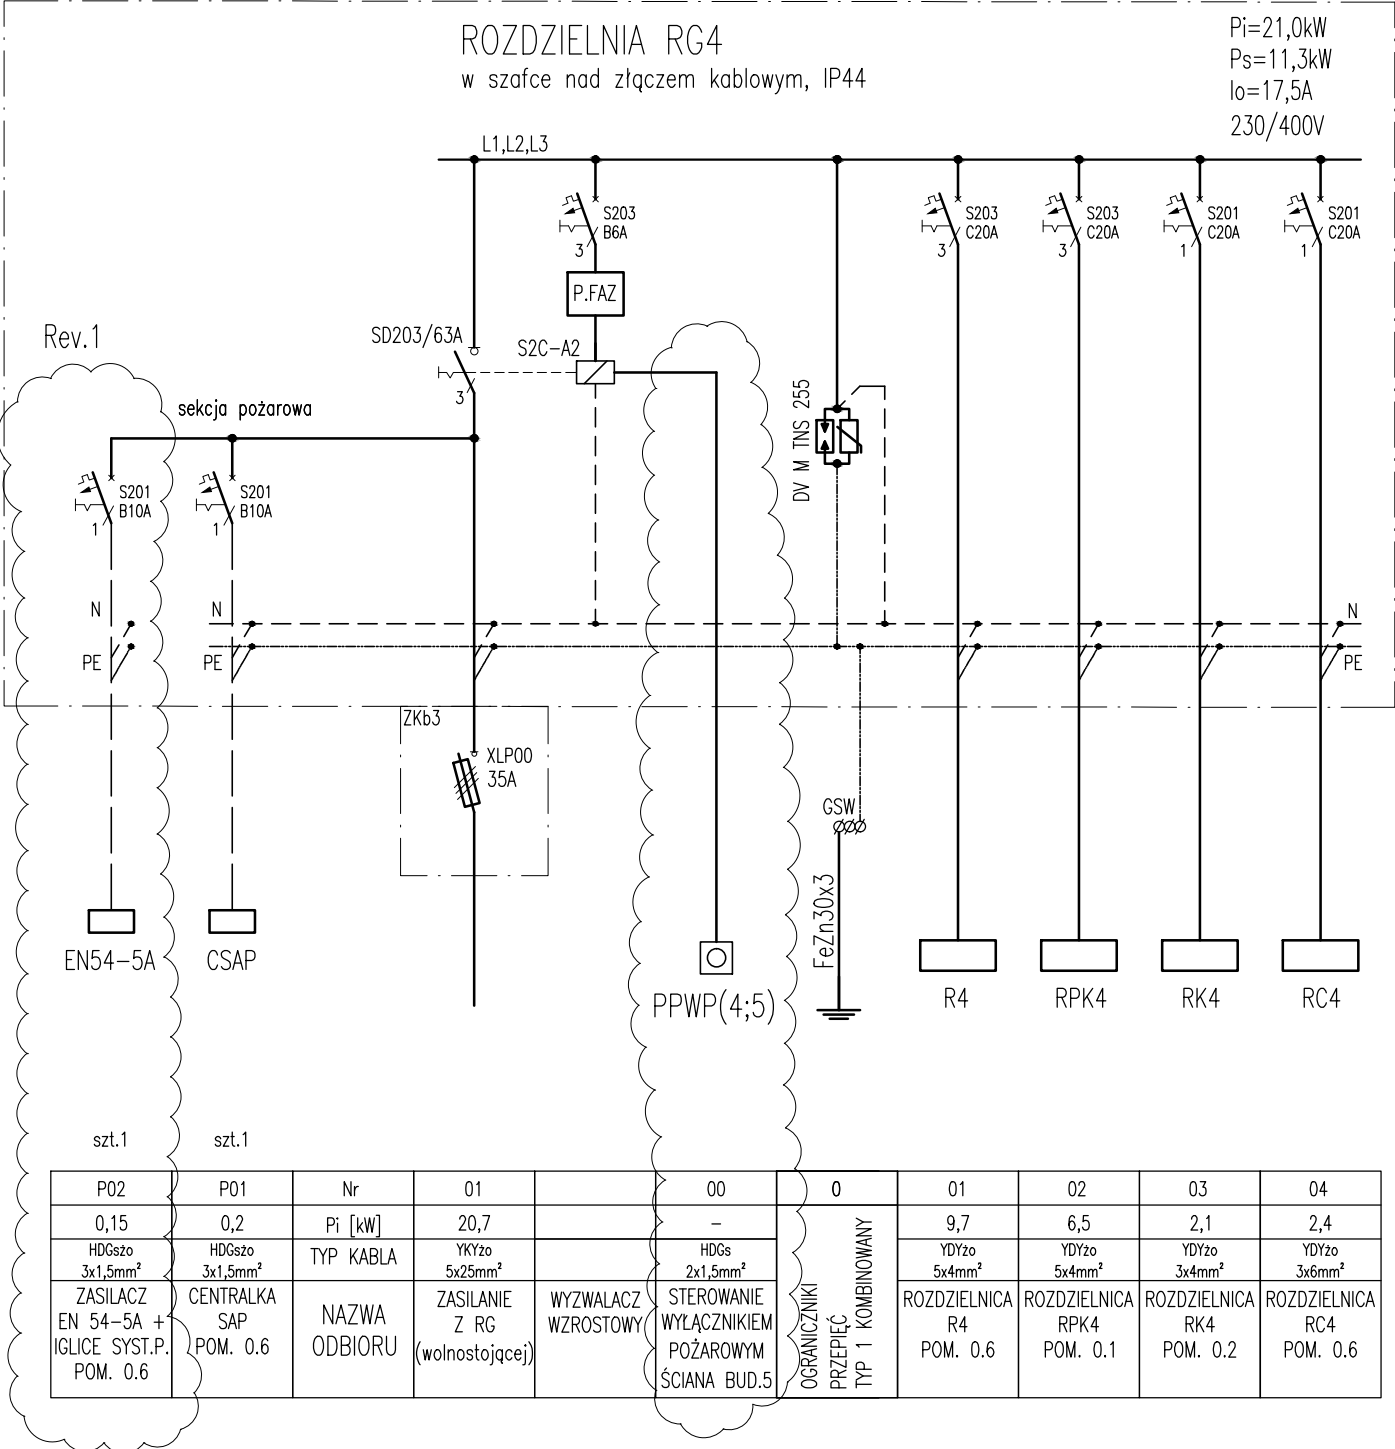 ROZDZIELNIA RG4
w szafce nad złączem kablowym, IP44
Pi=21,0kW
Ps=11,3kW
Io=17,5A
230/400V
L1,L2,L3
S203
B6A
3
S203
C20A
3
S203
C20A
3
S201
C20A
1
S201
C20A
1
P.FAZ
Rev.1
SD203/63A
3
S2C-A2
DV M TNS 255
sekcja pożarowa
S201
B10A
1
S201
B10A
1
N
N
N
PE
PE
PE
ZKb3
XLP00
35A
GSW
FeZn30x3
EN54-5A
CSAP
PPWP(4;5)
R4
RPK4
RK4
RC4
szt.1
szt.1
P02
P01
Nr
01
00
0
01
02
03
04
0,15
0,2
Pi [kW]
20,7
-
9,7
6,5
2,1
2,4
HDGsżo
3x1,5mm²
HDGsżo
3x1,5mm²
TYP KABLA
YKYżo
5x25mm²
HDGs
2x1,5mm²
YDYżo
5x4mm²
YDYżo
5x4mm²
YDYżo
3x4mm²
YDYżo
3x6mm²
ZASILACZ
EN 54-5A +
IGLICE SYST.P.
POM. 0.6
CENTRALKA
SAP
POM. 0.6
NAZWA
ODBIORU
ZASILANIE
Z RG
(wolnostojącej)
WYZWALACZ
WZROSTOWY
STEROWANIE
WYŁĄCZNIKIEM
POŻAROWYM
ŚCIANA BUD.5
OGRANICZNIKI
PRZEPIĘĆ
TYP 1 KOMBINOWANY
ROZDZIELNICA
R4
POM. 0.6
ROZDZIELNICA
RPK4
POM. 0.1
ROZDZIELNICA
RK4
POM. 0.2
ROZDZIELNICA
RC4
POM. 0.6